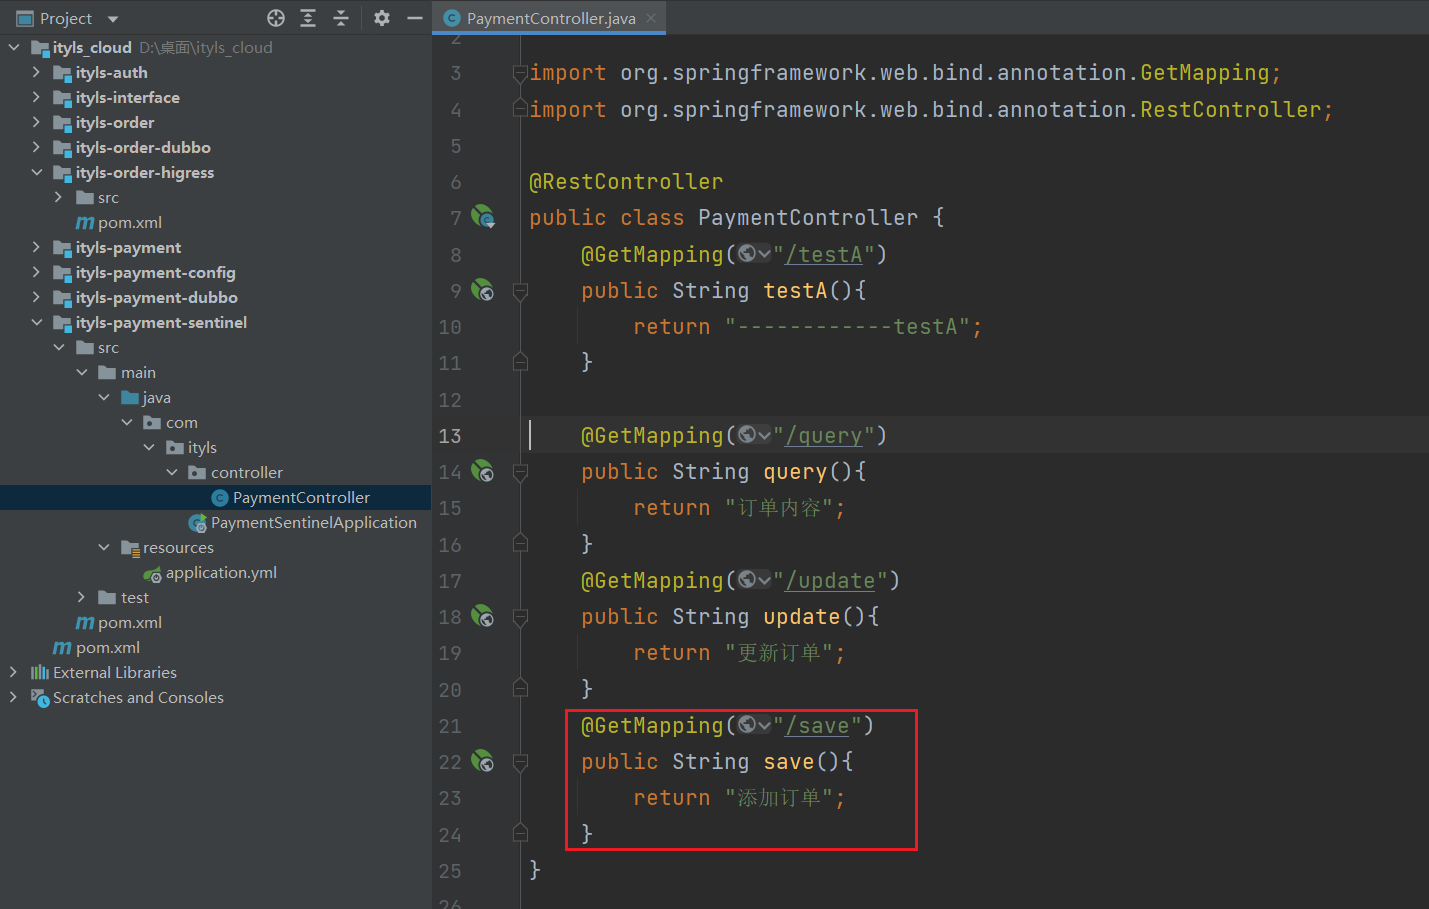 Project
PaymentController.java
ityls_cloud D:\桌面\ityls_cloud
ityls-auth
ityls-interface
ityls-order
ityls-order-dubbo
ityls-order-higress
src
pom.xml
ityls-payment
ityls-payment-config
ityls-payment-dubbo
ityls-payment-sentinel
src
main
java
com
ityls
controller
PaymentController
PaymentSentinelApplication
resources
application.yml
test
pom.xml
pom.xml
External Libraries
Scratches and Consoles
2
3 import org.springframework.web.bind.annotation.GetMapping;
4 import org.springframework.web.bind.annotation.RestController;
5
6 @RestController
7 public class PaymentController {
8 @GetMapping("/testA")
9 public String testA(){
10 return "------------testA";
11 }
12
13 @GetMapping("/query")
14 public String query(){
15 return "订单内容";
16 }
17 @GetMapping("/update")
18 public String update(){
19 return "更新订单";
20 }
21 @GetMapping("/save")
22 public String save(){
23 return "添加订单";
24 }
25 }
26